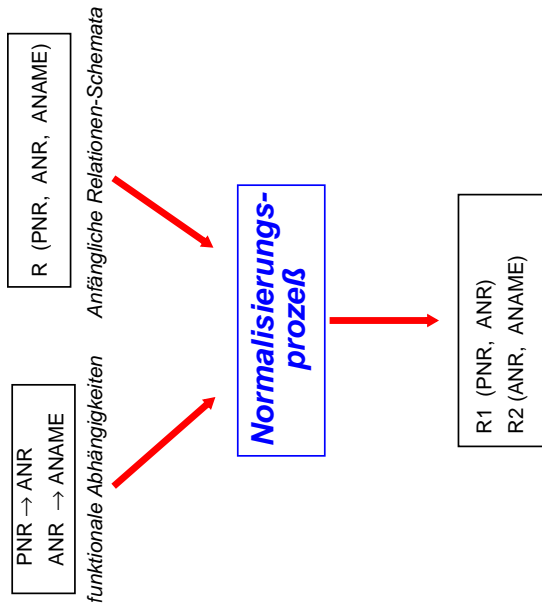 PNR → ANR
ANR → ANAME
funktionale Abhängigkeiten
R (PNR, ANR, ANAME)
Anfängliche Relationen-Schemata
Normalisierungs-
prozeß
R1 (PNR, ANR)
R2 (ANR, ANAME)